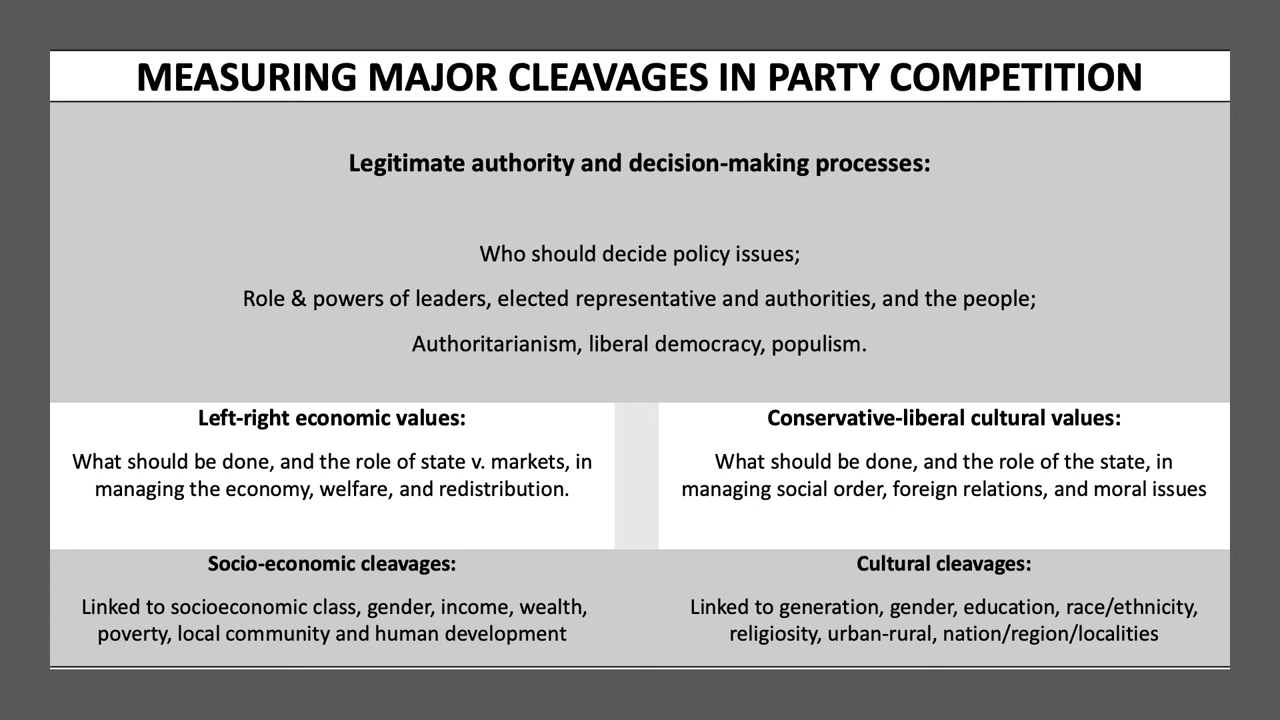 MEASURING MAJOR CLEAVAGES IN PARTY COMPETITION
Legitimate authority and decision-making processes:
Who should decide policy issues;
Role & powers of leaders, elected representative and authorities, and the people;
Authoritarianism, liberal democracy, populism.
Left-right economic values:
What should be done, and the role of state v. markets, in
managing the economy, welfare, and redistribution.
Conservative-liberal cultural values:
What should be done, and the role of the state, in
managing social order, foreign relations, and moral issues
Socio-economic cleavages:
Linked to socioeconomic class, gender, income, wealth,
poverty, local community and human development
Cultural cleavages:
Linked to generation, gender, education, race/ethnicity,
religiosity, urban-rural, nation/region/localities